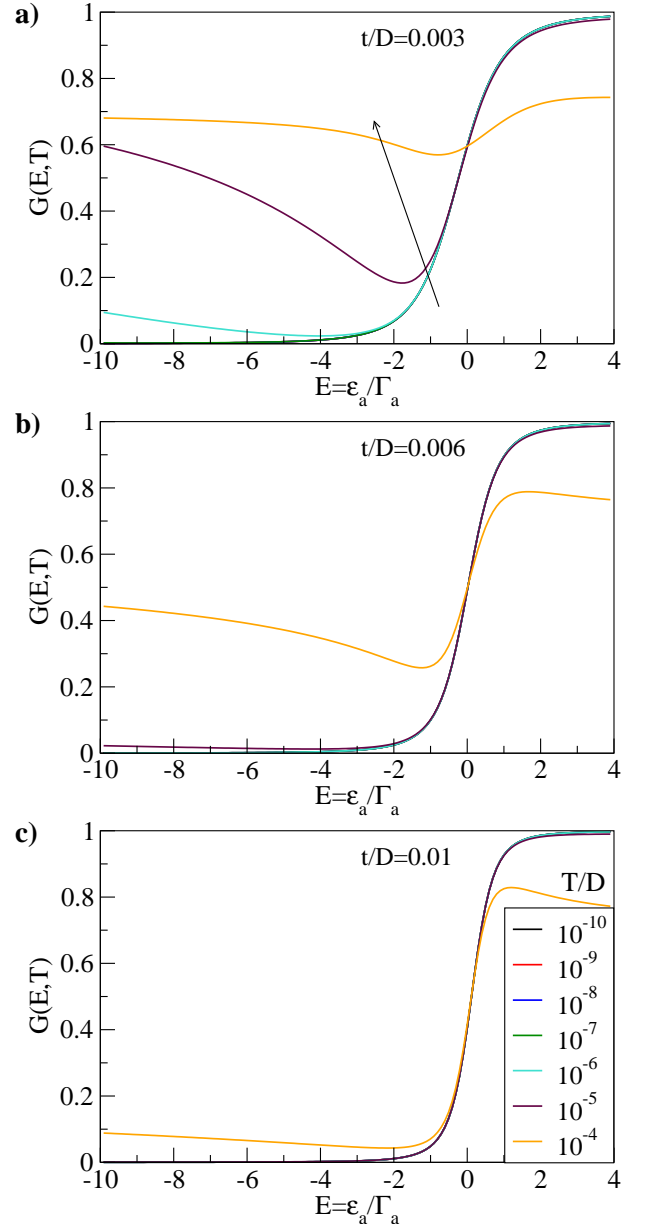 a)
t/D=0.003
G(E,T)
1
0.8
0.6
0.4
0.2
0
-10 -8 -6 -4 -2 0 2 4
E=ε_a/Γ_a
b)
t/D=0.006
G(E,T)
1
0.8
0.6
0.4
0.2
0
-10 -8 -6 -4 -2 0 2 4
E=ε_a/Γ_a
c)
t/D=0.01
G(E,T)
1
0.8
0.6
0.4
0.2
0
T/D
10^-10
10^-9
10^-8
10^-7
10^-6
10^-5
10^-4
-10 -8 -6 -4 -2 0 2 4
E=ε_a/Γ_a